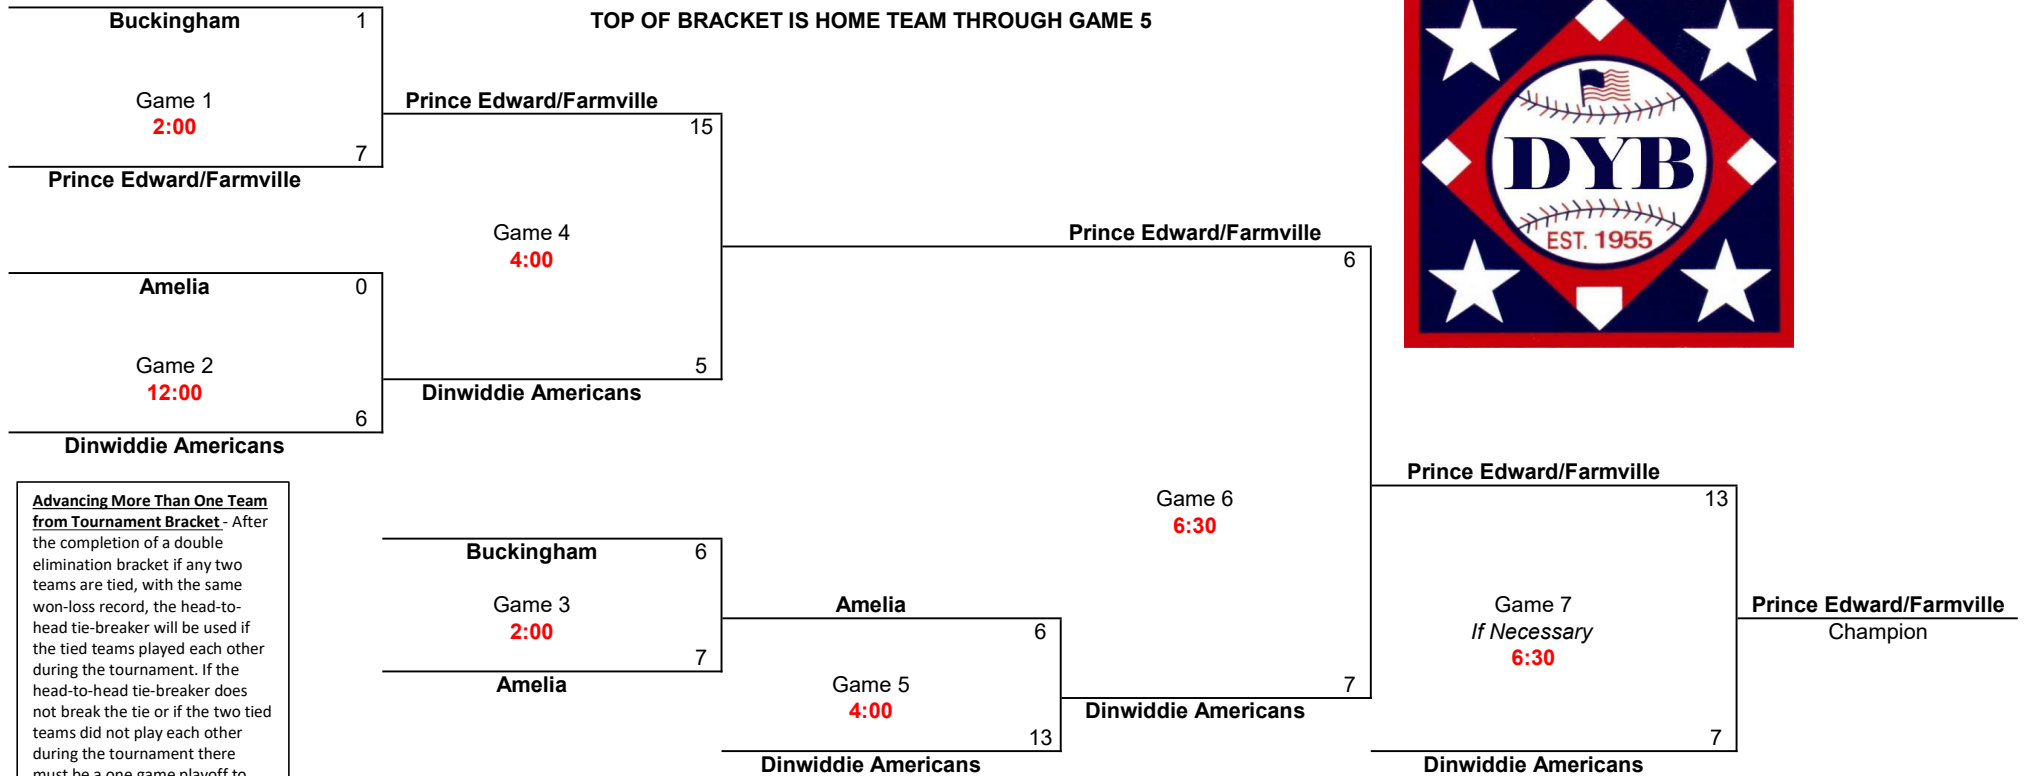 TOP OF BRACKET IS HOME TEAM THROUGH GAME 5
Buckingham 1
Game 1
2:00
7
Prince Edward/Farmville
Amelia 0
Game 2
12:00
6
Dinwiddie Americans
Prince Edward/Farmville
15
Game 4
4:00
5
Dinwiddie Americans
Buckingham 6
Game 3
2:00
7
Amelia
Amelia
6
Game 5
4:00
13
Dinwiddie Americans
Prince Edward/Farmville
6
Game 6
6:30
7
Dinwiddie Americans
Prince Edward/Farmville
13
Game 7
If Necessary
6:30
7
Dinwiddie Americans
Prince Edward/Farmville
Champion
DYB
EST. 1955
Advancing More Than One Team
from Tournament Bracket - After
the completion of a double
elimination bracket if any two
teams are tied, with the same
won-loss record, the head-to-
head tie-breaker will be used if
the tied teams played each other
during the tournament. If the
head-to-head tie-breaker does
not break the tie or if the two tied
teams did not play each other
during the tournament there
must be a one game playoff to